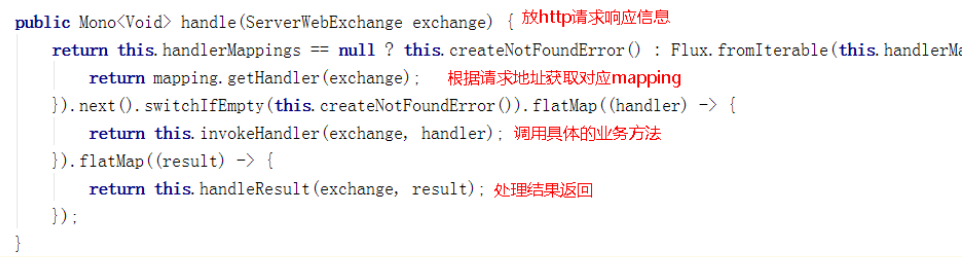 public Mono<Void> handle(ServerWebExchange exchange) { 放http请求响应信息
return this.handlerMappings == null ? this.createNotFoundError() : Flux.fromIterable(this.handlerMa
return mapping.getHandler(exchange); 根据请求地址获取对应mapping
}).next().switchIfEmpty(this.createNotFoundError()).flatMap((handler) -> {
return this.invokeHandler(exchange, handler); 调用具体的业务方法
}).flatMap((result) -> {
return this.handleResult(exchange, result); 处理结果返回
});
}